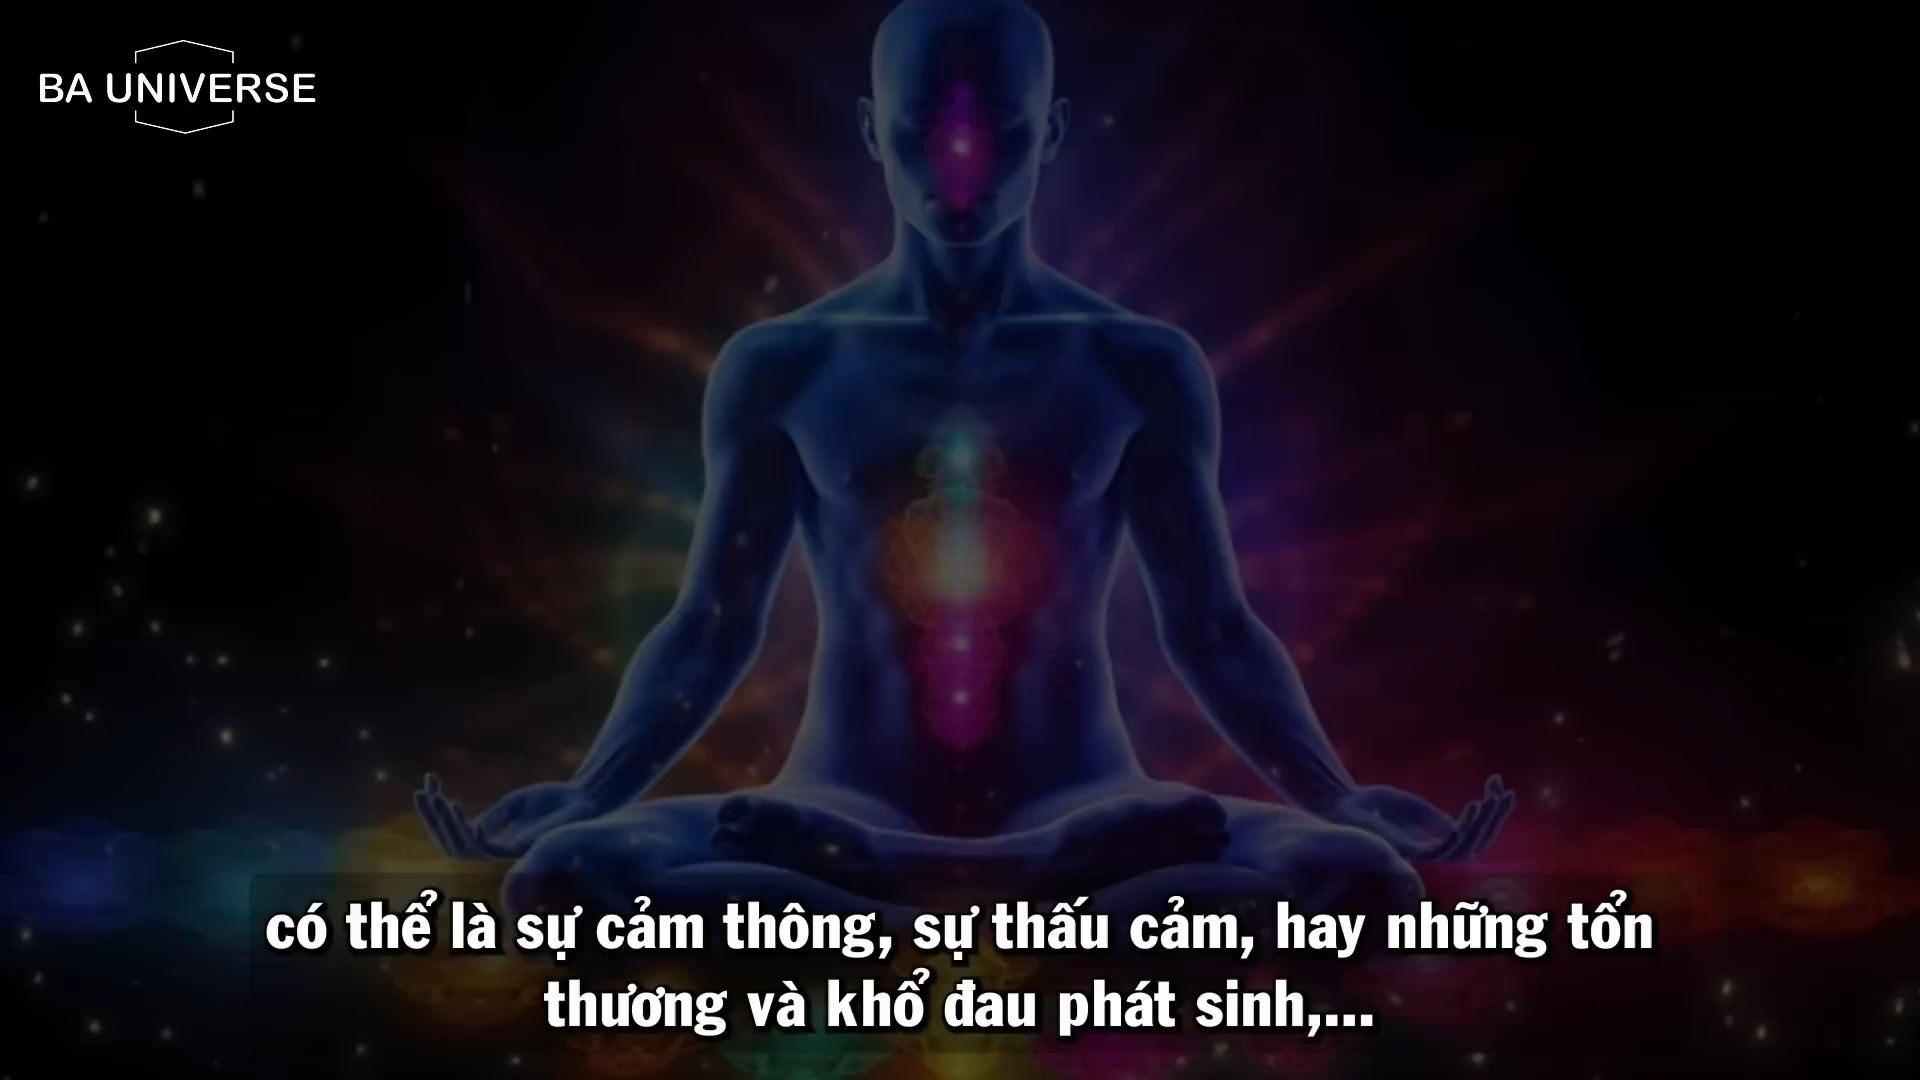 BA UNIVERSE
có thể là sự cảm thông, sự thấu cảm, hay những tổn
thương và khổ đau phát sinh,...